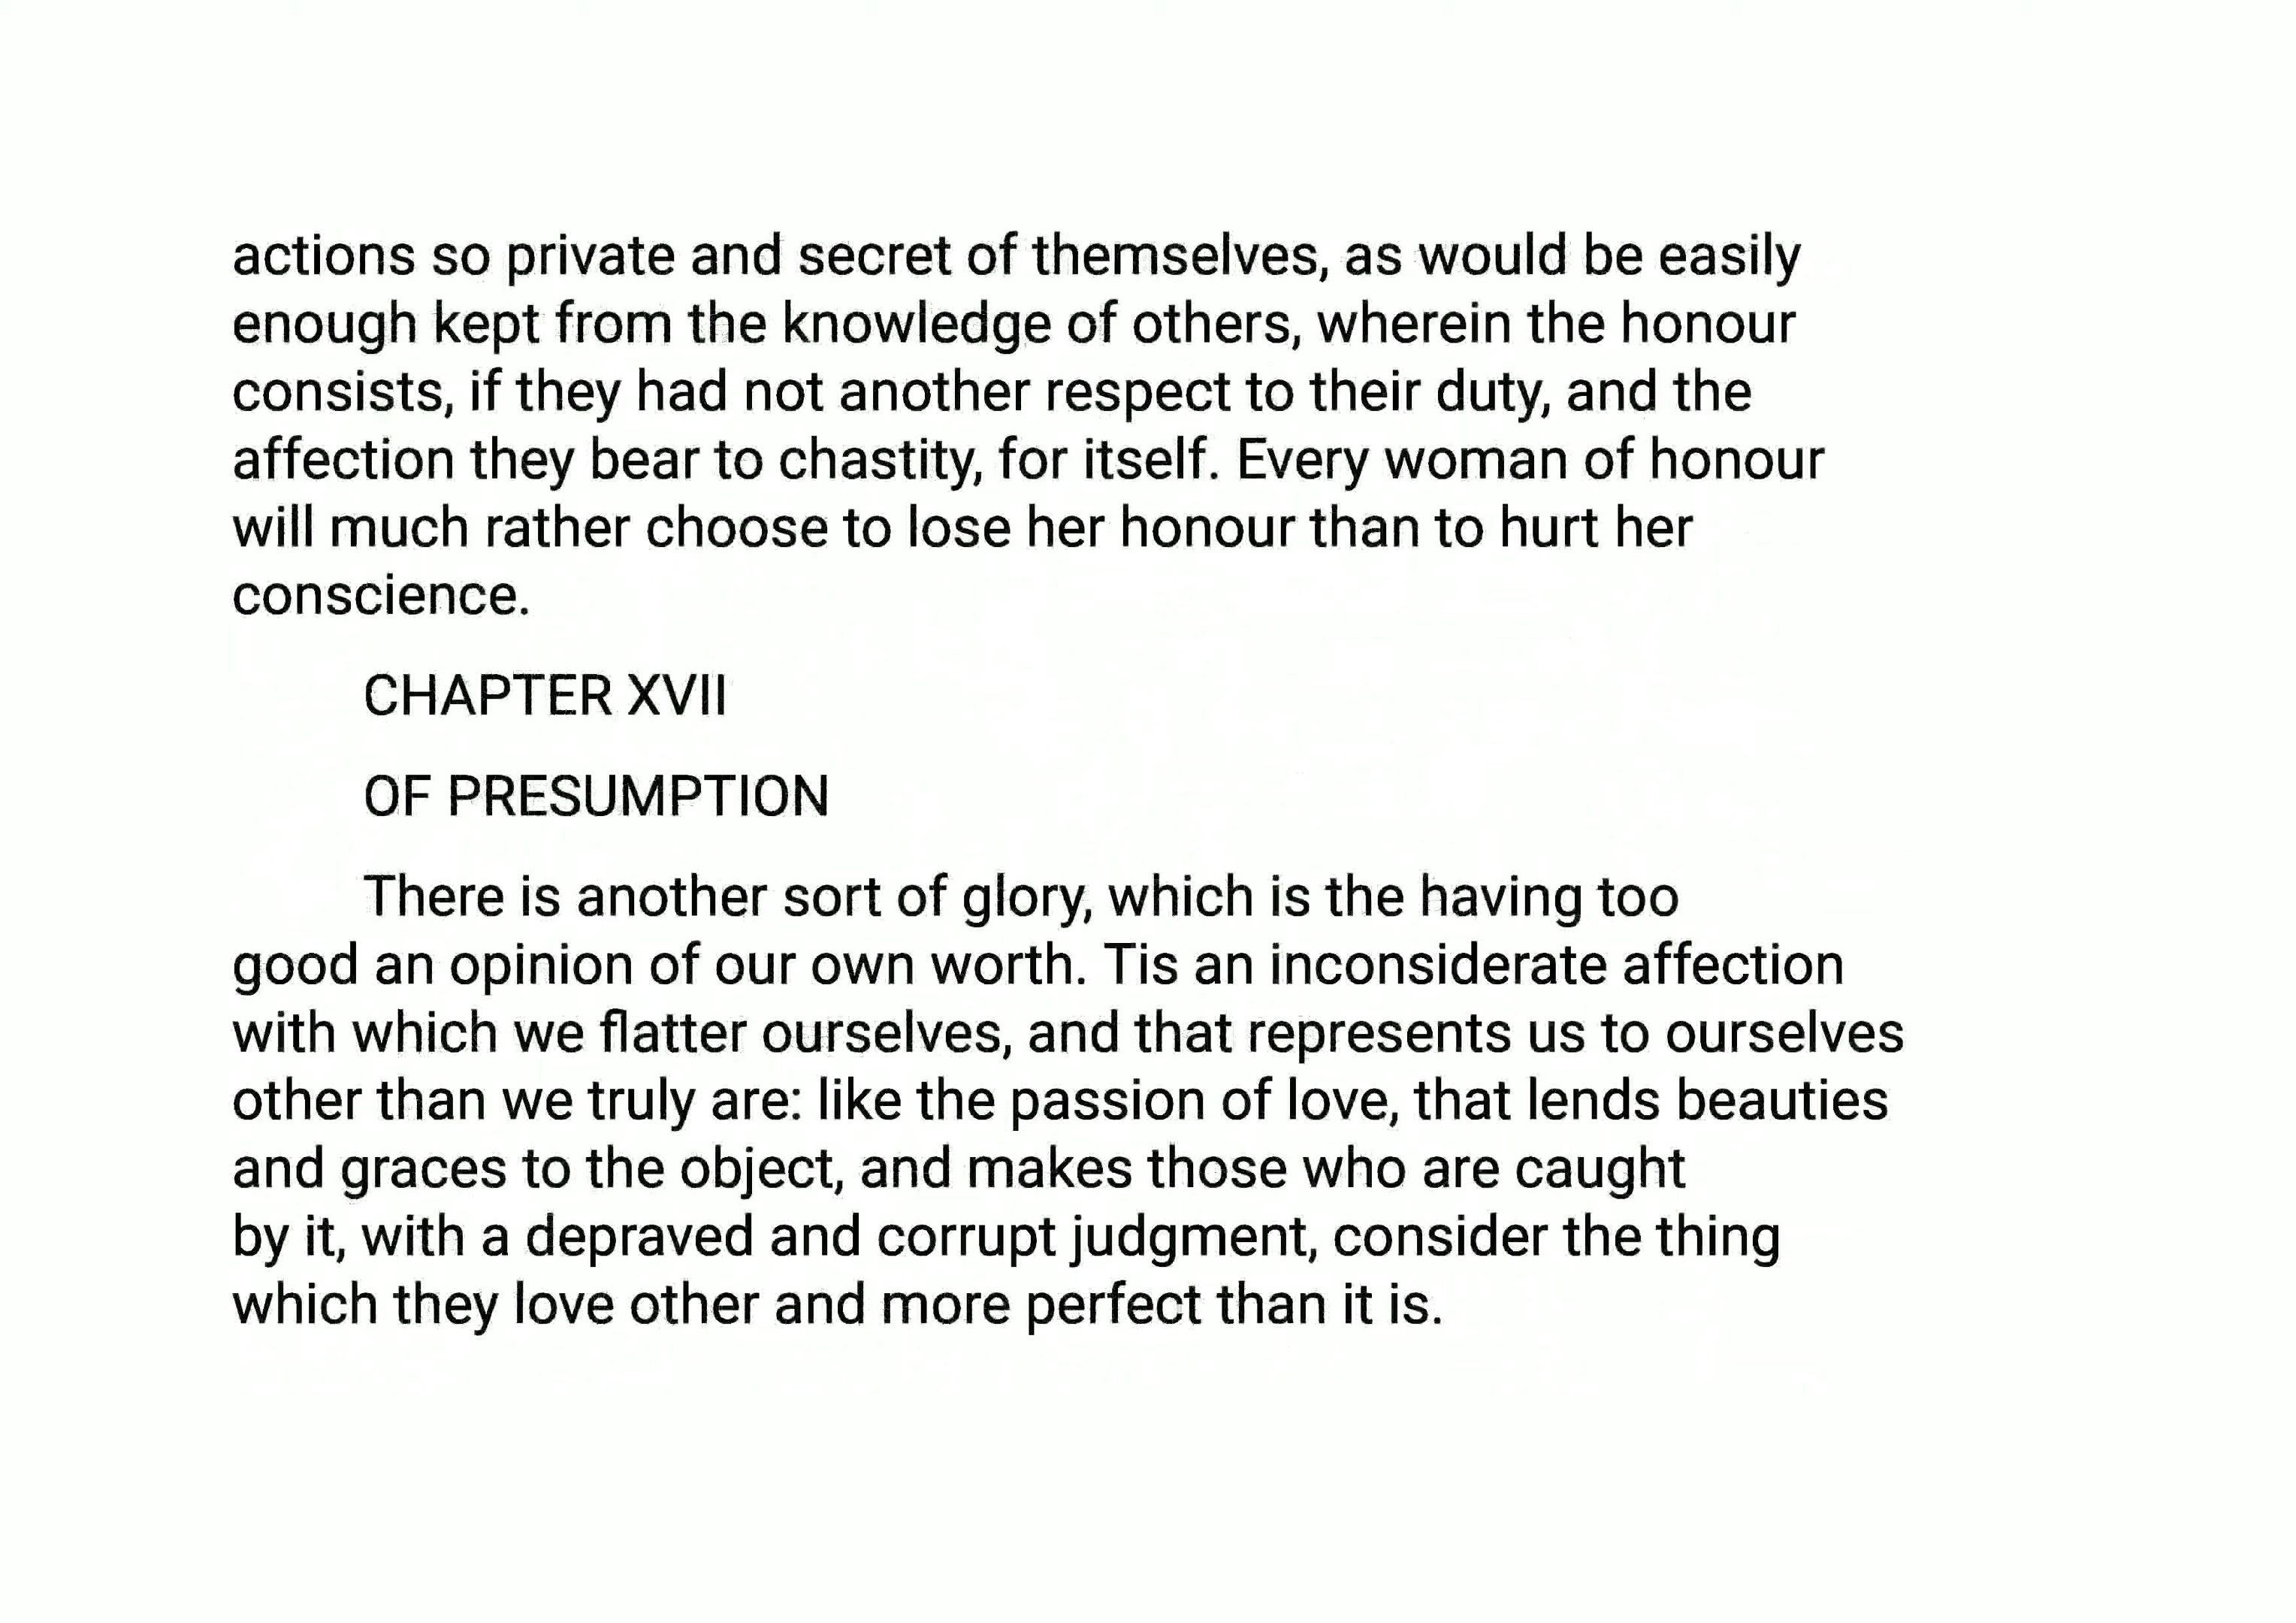 actions so private and secret of themselves, as would be easily
enough kept from the knowledge of others, wherein the honour
consists, if they had not another respect to their duty, and the
affection they bear to chastity, for itself. Every woman of honour
will much rather choose to lose her honour than to hurt her
conscience.
CHAPTER XVII
OF PRESUMPTION
There is another sort of glory, which is the having too
good an opinion of our own worth. Tis an inconsiderate affection
with which we flatter ourselves, and that represents us to ourselves
other than we truly are: like the passion of love, that lends beauties
and graces to the object, and makes those who are caught
by it, with a depraved and corrupt judgment, consider the thing
which they love other and more perfect than it is.